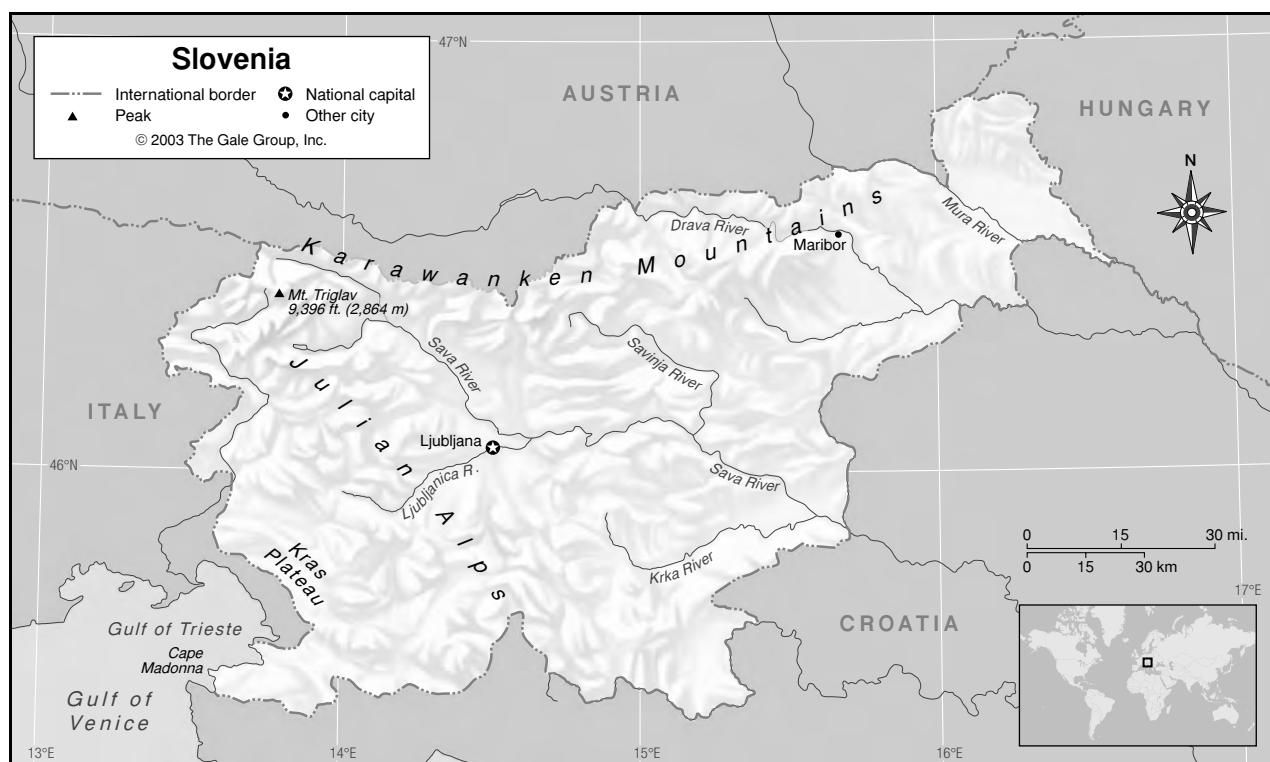 Slovenia
International border
National capital
Peak
Other city
© 2003 The Gale Group, Inc.
47°N
AUSTRIA
HUNGARY
N
Karawanken Mountains
Drava River
Maribor
Mura River
Mt. Triglav
9,396 ft. (2,864 m)
Julian Alps
Sava River
Savinja River
ITALY
Ljubljana
46°N
Ljubljanica R.
Sava River
Kras
Plateau
Krka River
0 15 30 mi.
0 15 30 km
17°E
Gulf of Trieste
CROATIA
Cape
Madonna
Gulf of
Venice
13°E
14°E
15°E
16°E